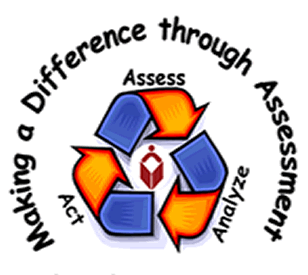 Making a Difference through Assessment
Assess
Analyze
Act